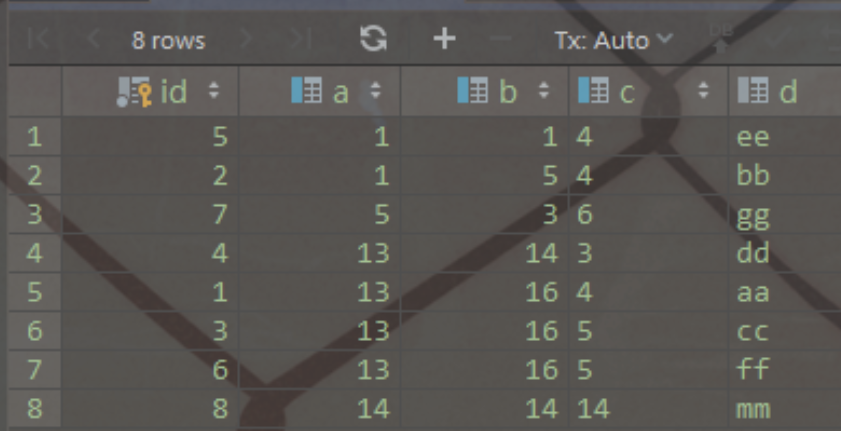 8 rows Tx: Auto DB
id a b c d
1 5 1 1 4 ee
2 2 1 5 4 bb
3 7 5 3 6 gg
4 4 13 14 3 dd
5 1 13 16 4 aa
6 3 13 16 5 cc
7 6 13 16 5 ff
8 8 14 14 14 mm